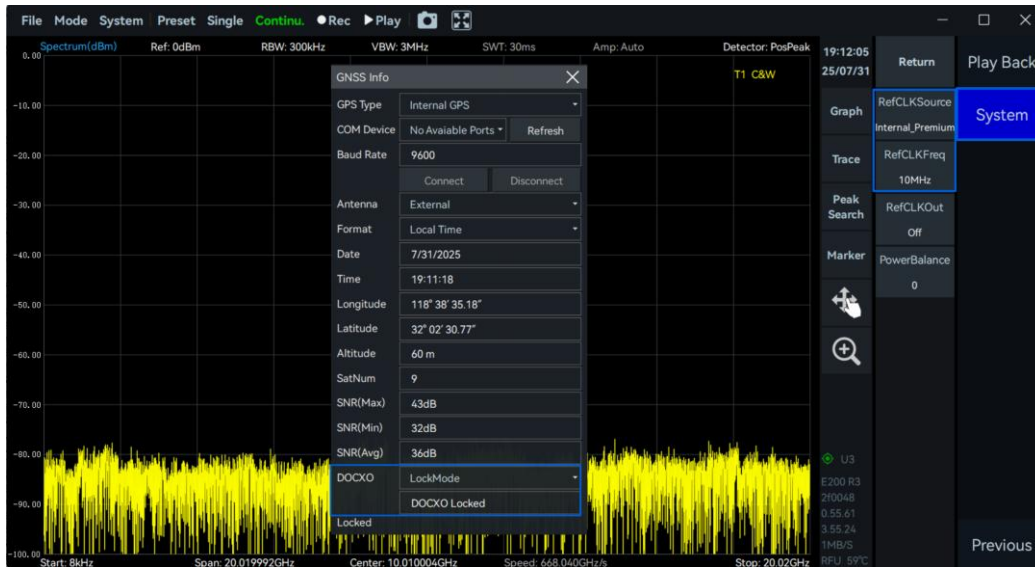 File Mode System Preset Single Continu. Rec Play
Spectrum(dBm) Ref: 0dBm RBW: 300kHz VBW: 3MHz SWT: 30ms Amp: Auto Detector: PosPeak
T1 C&W
0.00
-10.00
-20.00
-30.00
-40.00
-50.00
-60.00
-70.00
-80.00
-90.00
-100.00
Start: 8kHz Span: 20.019992GHz Center: 10.010004GHz Speed: 668.040GHz/s Stop: 20.02GHz
GNSS Info
GPS Type Internal GPS
COM Device No Avaiable Ports Refresh
Baud Rate 9600
Connect Disconnect
Antenna External
Format Local Time
Date 7/31/2025
Time 19:11:18
Longitude 118° 38′ 35.18″
Latitude 32° 02′ 30.77″
Altitude 60 m
SatNum 9
SNR(Max) 43dB
SNR(Min) 32dB
SNR(Avg) 36dB
DOCXO LockMode
DOCXO Locked
Locked
19:12:05
25/07/31
Graph
Trace
Peak
Search
Marker
U3
E200 R3
2f0048
0.55.61
3.55.24
1MB/S
RFU 59°C
Return
RefCLKSource
Internal_Premium
RefCLKFreq
10MHz
RefCLKOut
Off
PowerBalance
0
Play Back
System
Previous